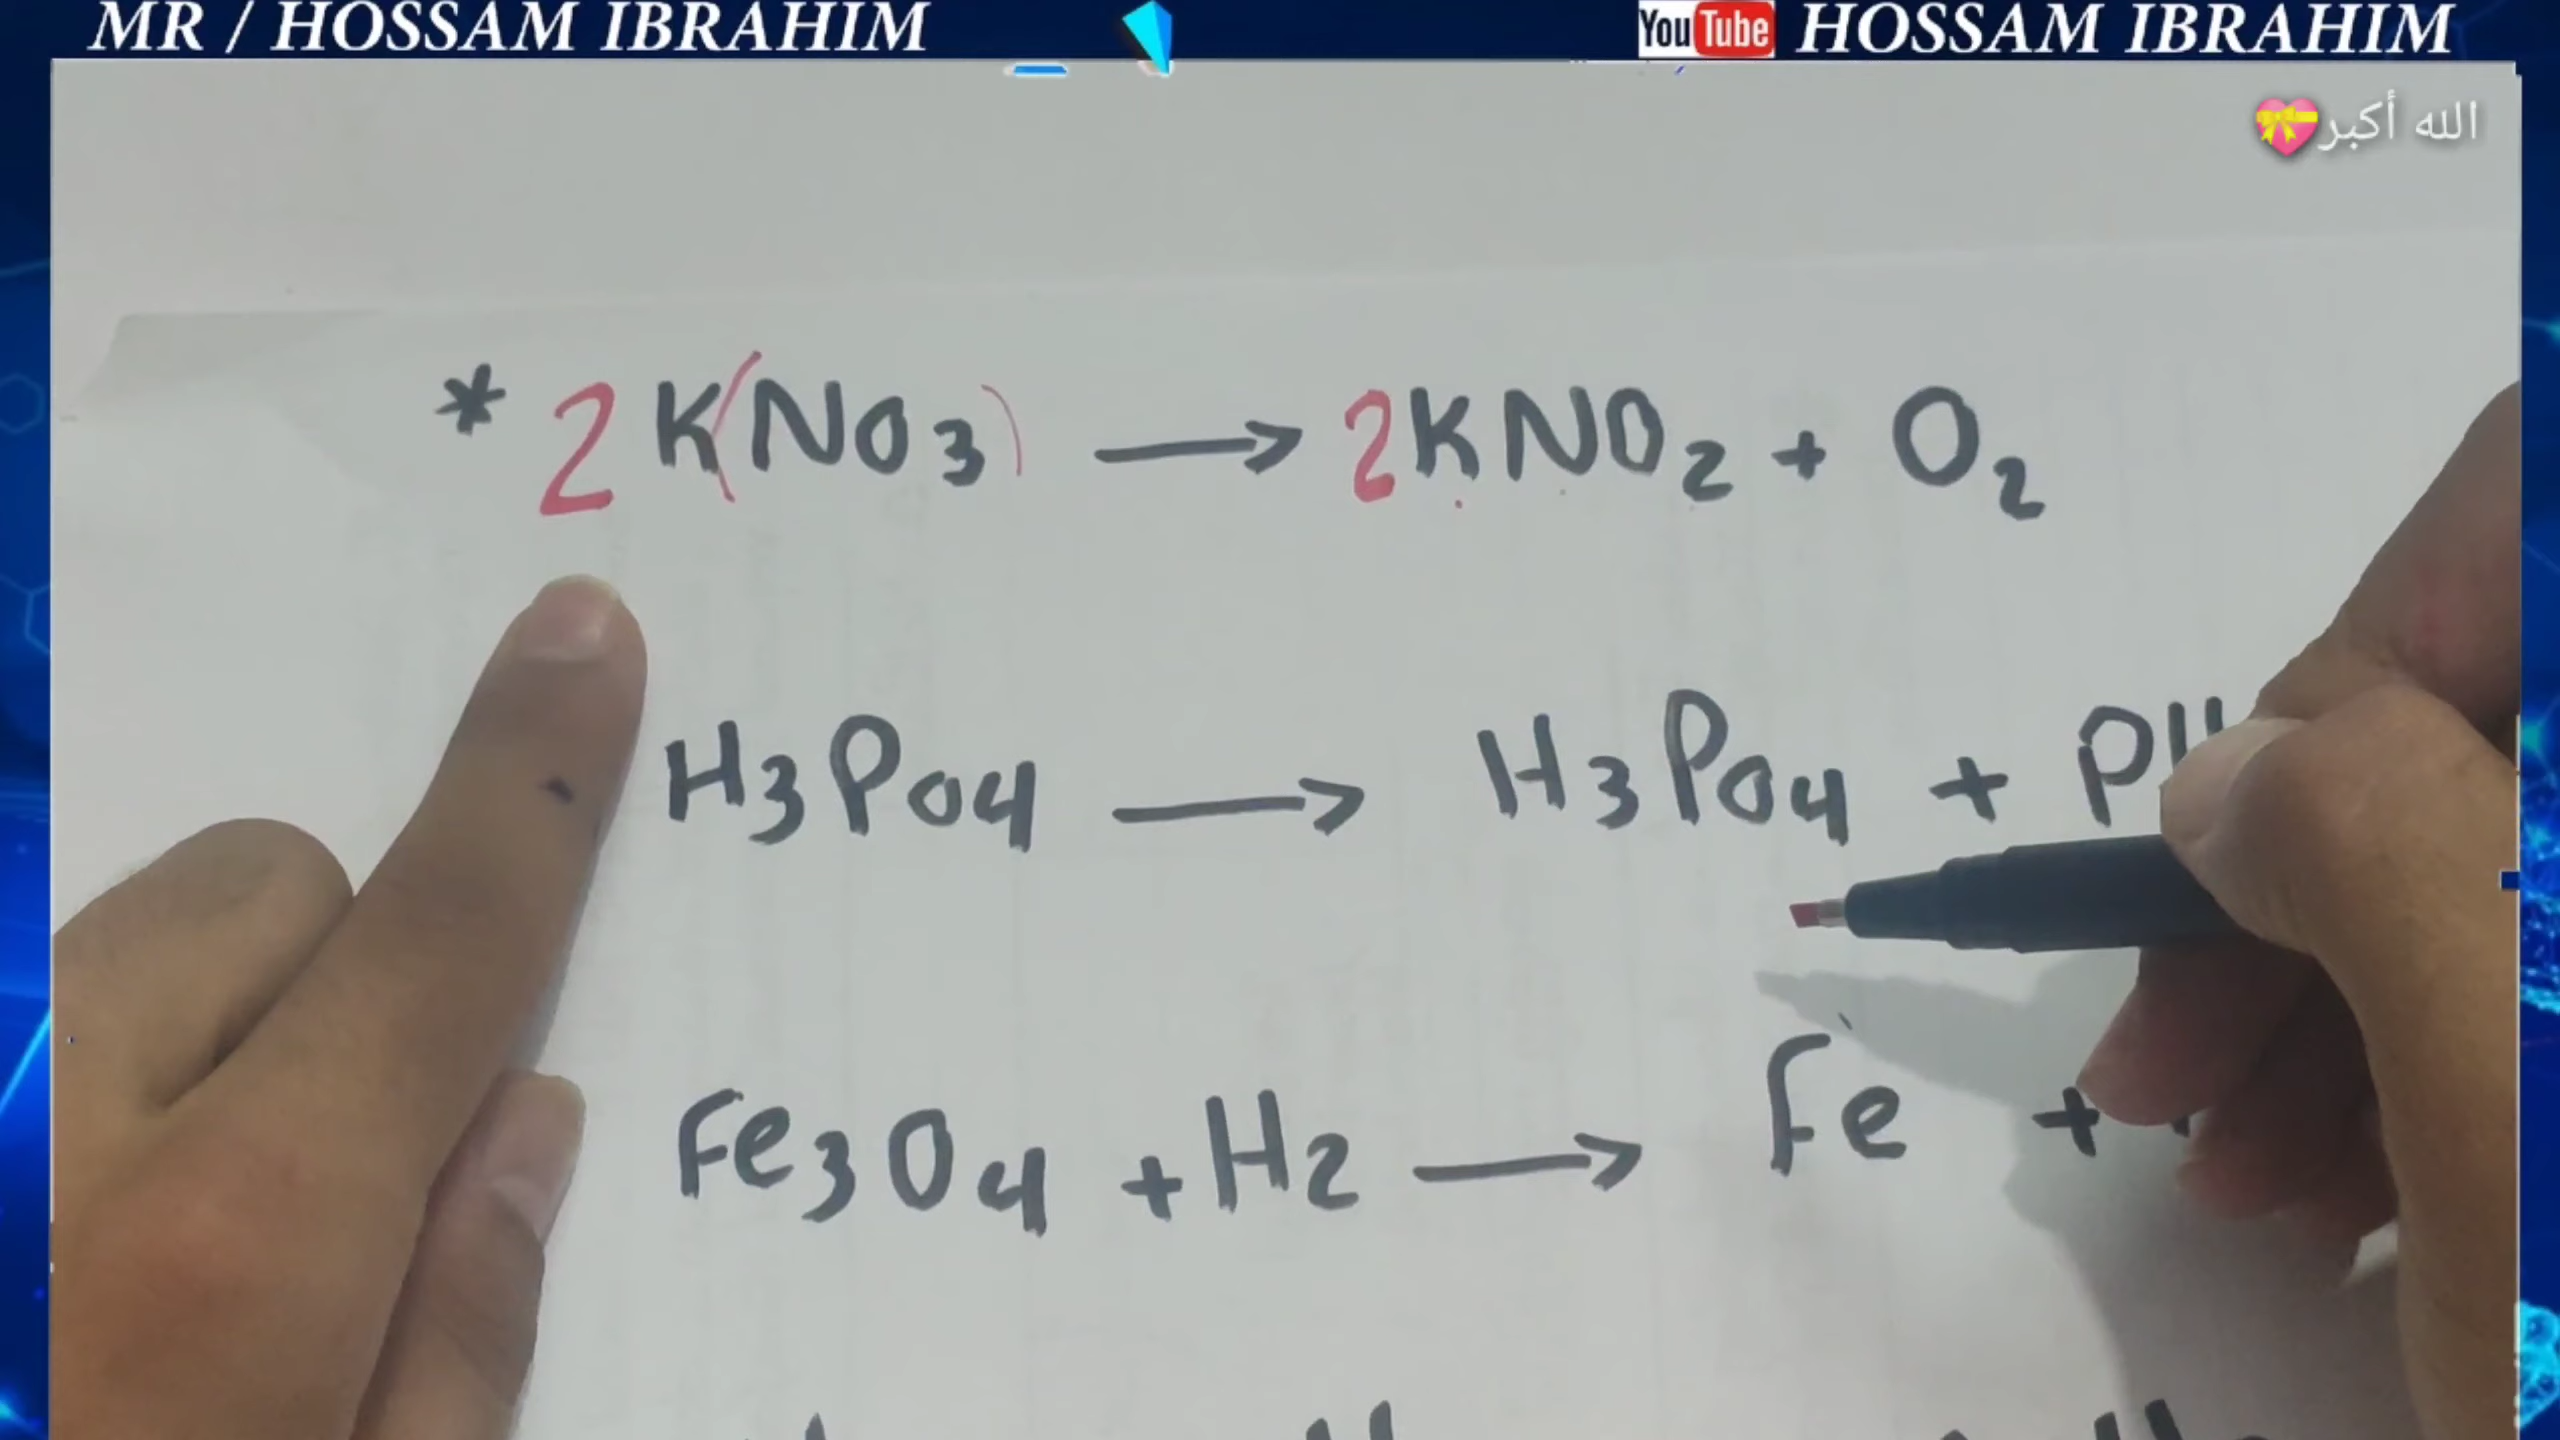 MR / HOSSAM IBRAHIM
YouTube HOSSAM IBRAHIM
الله أكبر💝
* 2K(NO3) → 2KNO2 + O2
H3PO4 → H3PO4 + P
Fe3O4 + H2 → Fe +